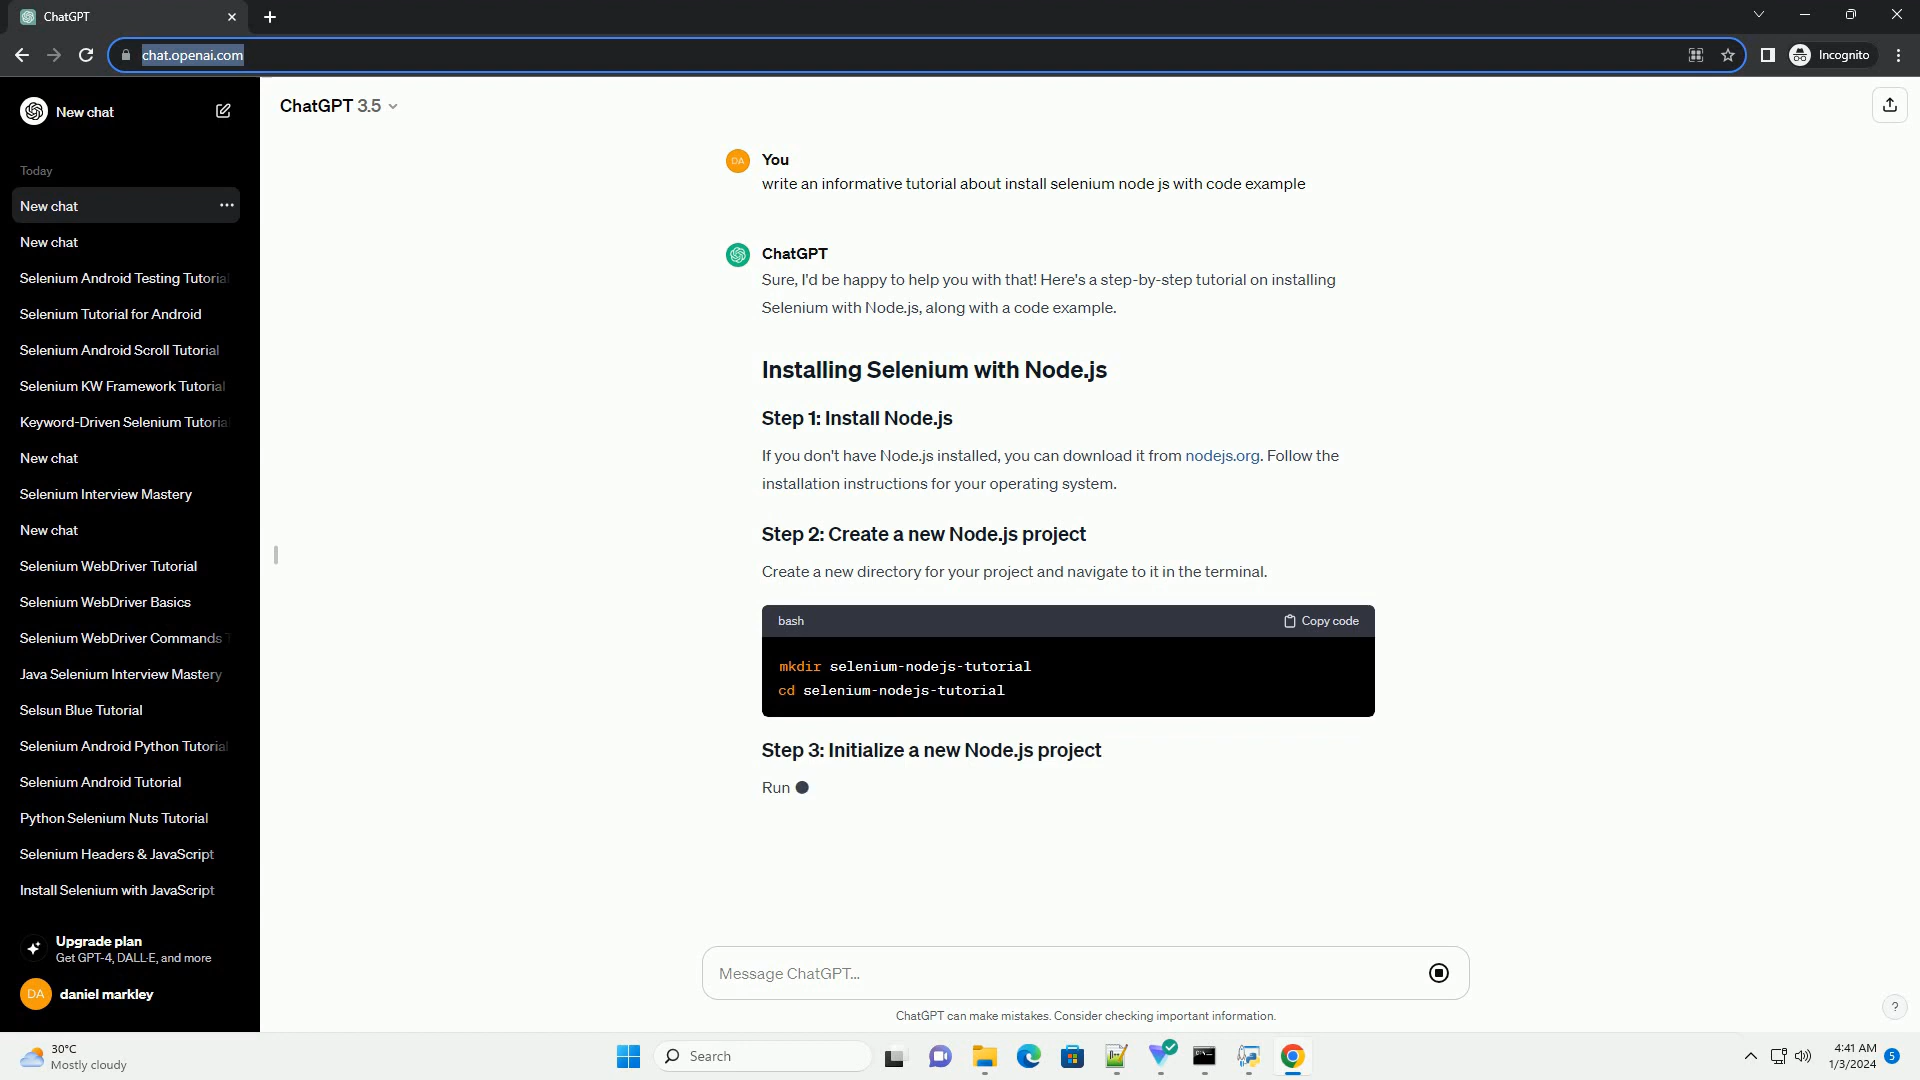 ChatGPT
chat.openai.com
Incognito
New chat
Today
New chat
New chat
Selenium Android Testing Tutorial
Selenium Tutorial for Android
Selenium Android Scroll Tutorial
Selenium KW Framework Tutorial
Keyword-Driven Selenium Tutoria
New chat
Selenium Interview Mastery
New chat
Selenium WebDriver Tutorial
Selenium WebDriver Basics
Selenium WebDriver Commands T
Java Selenium Interview Mastery
Selsun Blue Tutorial
Selenium Android Python Tutorial
Selenium Android Tutorial
Python Selenium Nuts Tutorial
Selenium Headers & JavaScript
Install Selenium with JavaScript
Upgrade plan
Get GPT-4, DALL·E, and more
DA
daniel markley
ChatGPT 3.5
DA
You
write an informative tutorial about install selenium node js with code example
ChatGPT
Sure, I'd be happy to help you with that! Here's a step-by-step tutorial on installing
Selenium with Node.js, along with a code example.
Installing Selenium with Node.js
Step 1: Install Node.js
If you don't have Node.js installed, you can download it from nodejs.org. Follow the
installation instructions for your operating system.
Step 2: Create a new Node.js project
Create a new directory for your project and navigate to it in the terminal.
bash
Copy code
mkdir selenium-nodejs-tutorial
cd selenium-nodejs-tutorial
Step 3: Initialize a new Node.js project
Run
Message ChatGPT...
ChatGPT can make mistakes. Consider checking important information.
?
30°C
Mostly cloudy
Search
4:41 AM
1/3/2024
5